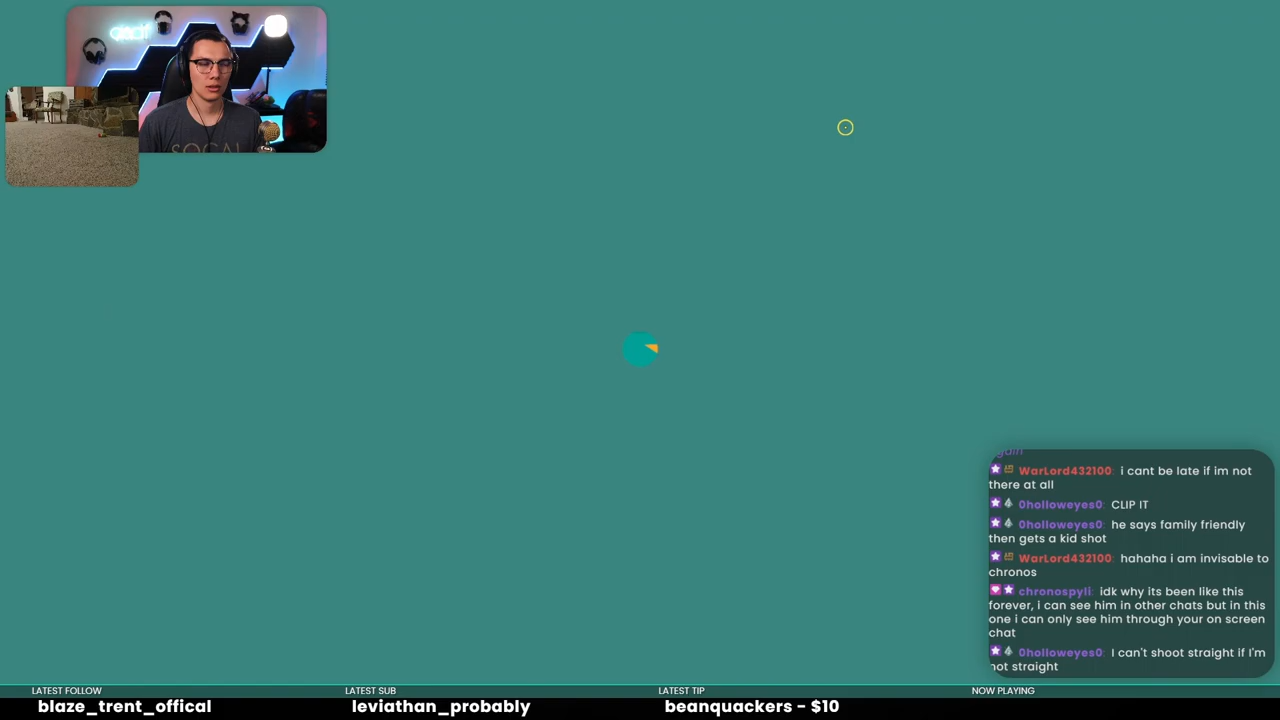 SOCAL
again
WarLord432100: i cant be late if im not
there at all
0holloweyes0: CLIP IT
0holloweyes0: he says family friendly
then gets a kid shot
WarLord432100: hahaha i am invisable to
chronos
chronospyli: idk why its been like this
forever, i can see him in other chats but in this
one i can only see him through your on screen
chat
0holloweyes0: I can't shoot straight if I'm
not straight
LATEST FOLLOW
blaze_trent_offical
LATEST SUB
leviathan_probably
LATEST TIP
beanquackers - $10
NOW PLAYING